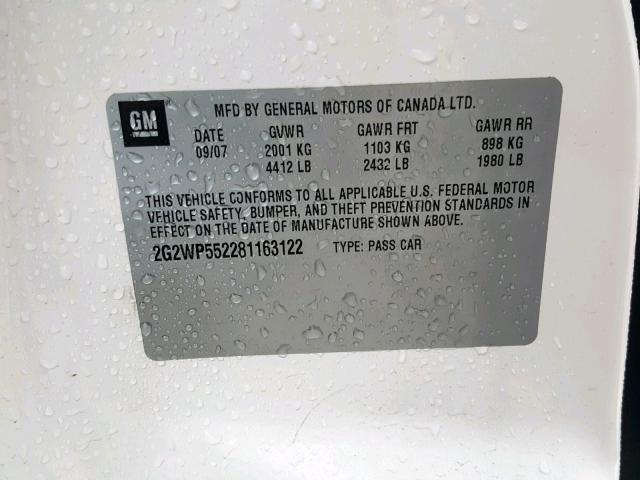 GM
MFD BY GENERAL MOTORS OF CANADA LTD.
DATE GVWR GAWR FRT GAWR RR
09/07 2001 KG 1103 KG 898 KG
4412 LB 2432 LB 1980 LB
THIS VEHICLE CONFORMS TO ALL APPLICABLE U.S. FEDERAL MOTOR
VEHICLE SAFETY, BUMPER, AND THEFT PREVENTION STANDARDS IN
EFFECT ON THE DATE OF MANUFACTURE SHOWN ABOVE.
2G2WP552281163122 TYPE: PASS CAR